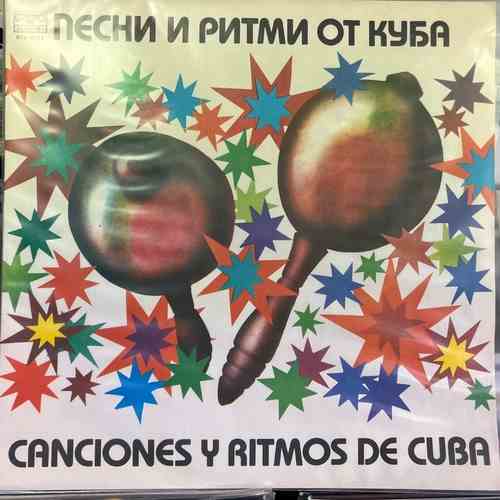 ПЕСНИ И РИТМИ ОТ КУБА
CANCIONES Y RITMOS DE CUBA